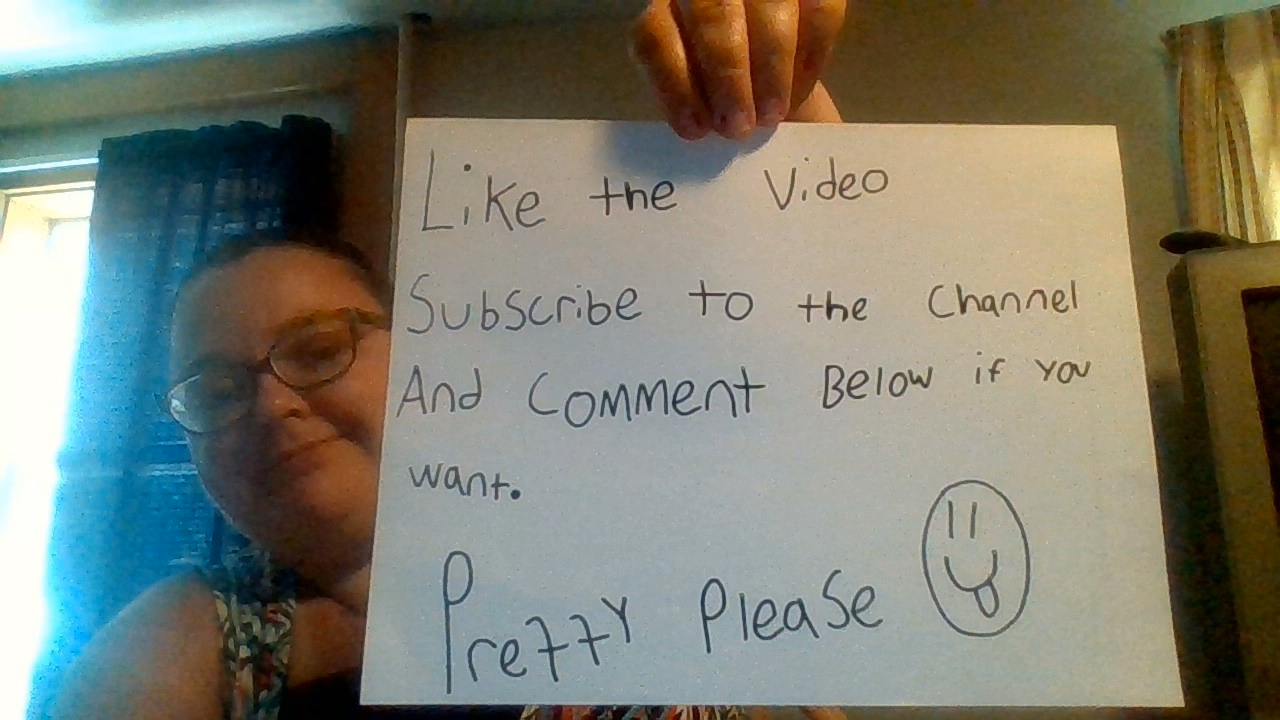 Like the Video
Subscribe to the Channel
And Comment Below if you
want.
Pretty Please